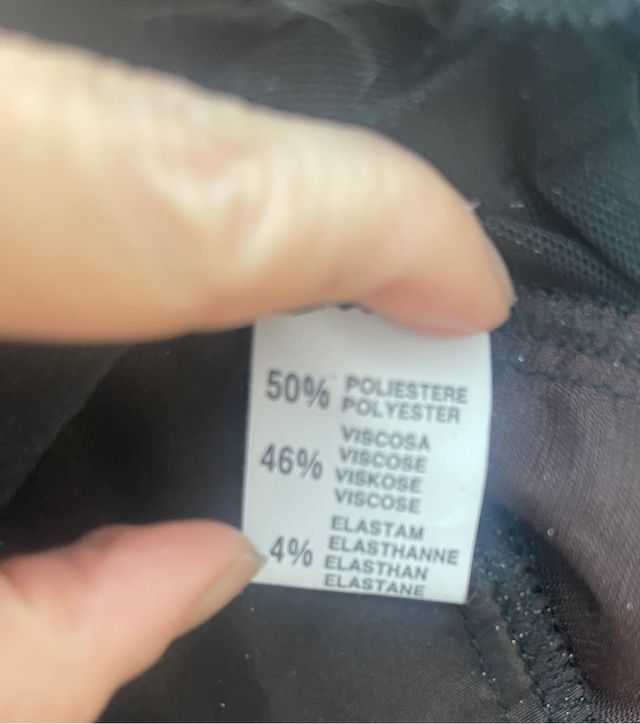 50% POLIESTERE
POLYESTER
46% VISCOSA
VISCOSE
VISKOSE
VISCOSE
4% ELASTAM
ELASTHANNE
ELASTHAN
ELASTANE